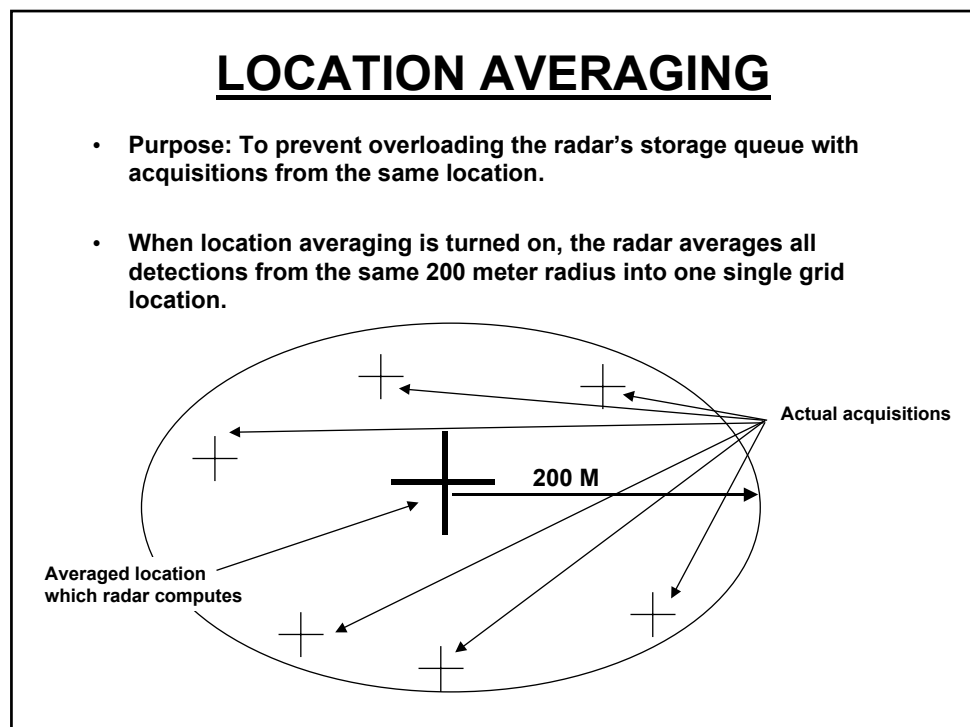 LOCATION AVERAGING
• Purpose: To prevent overloading the radar's storage queue with
acquisitions from the same location.
• When location averaging is turned on, the radar averages all
detections from the same 200 meter radius into one single grid
location.
Actual acquisitions
200 M
Averaged location
which radar computes